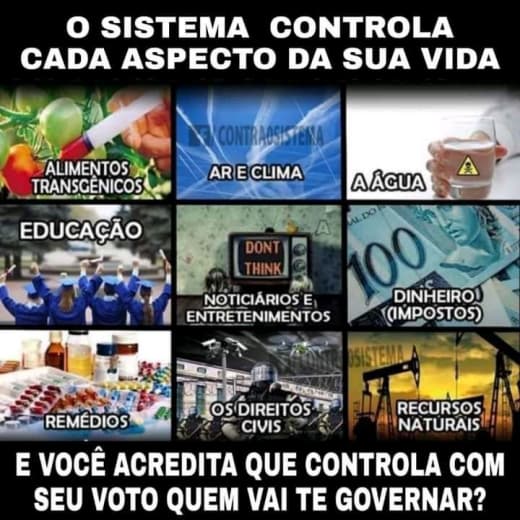 O SISTEMA CONTROLA
CADA ASPECTO DA SUA VIDA
ALIMENTOS
TRANSGÊNICOS
CONTRAOSISTEMA
AR E CLIMA
A ÁGUA
EDUCAÇÃO
DONT
THINK
NOTICIÁRIOS E
ENTRETENIMENTOS
100
DINHEIRO
(IMPOSTOS)
REMÉDIOS
OS DIREITOS
CIVIS
RECURSOS
NATURAIS
E VOCÊ ACREDITA QUE CONTROLA COM
SEU VOTO QUEM VAI TE GOVERNAR?